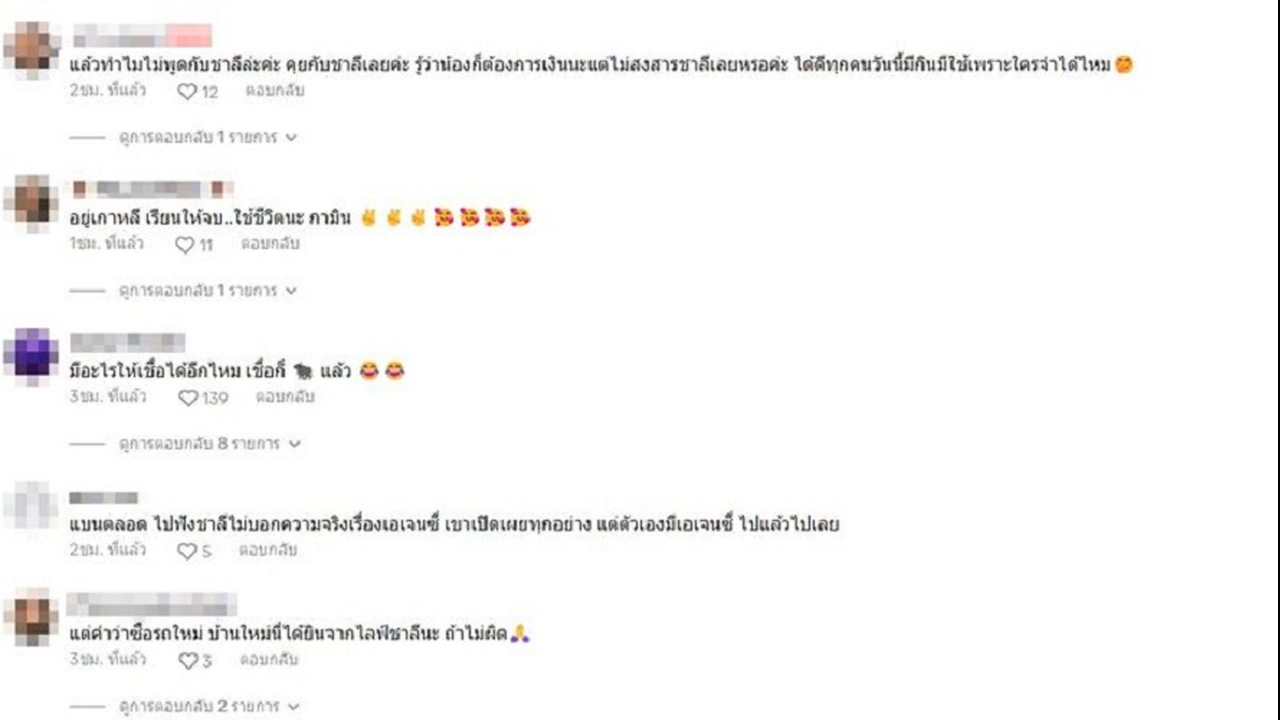 แล้วทำไมไม่พูดกับชาลีล่ะค่ะ คุยกับชาลีเลยค่ะ รู้ว่าน้องก็ต้องการเงินนะแต่ไม่สงสารชาลีเลยหรอค่ะ ได้ดีทุกคนวันนี้มีกินมีใช้เพราะใครจำได้ไหม
2ชม. ที่แล้ว 12 ตอบกลับ
ดูการตอบกลับ 1 รายการ
อยู่เกาหลี เรียนให้จบ..ใช้ชีวิตนะ ภามิน ✌✌✌🥰🥰🥰🥰
1ชม. ที่แล้ว 11 ตอบกลับ
ดูการตอบกลับ 1 รายการ
มีอะไรให้เชื่อได้อีกไหม เชื่อก็ 🐃 แล้ว 😂😂
3ชม. ที่แล้ว 139 ตอบกลับ
ดูการตอบกลับ 8 รายการ
แบนตลอด ไปฟังชาลีไม่บอกความจริงเรื่องเอเจนซี่ เขาเปิดเผยทุกอย่าง แต่ตัวเองมีเอเจนซี่ ไปแล้วไปเลย
2ชม. ที่แล้ว 5 ตอบกลับ
แต่คำว่าซื้อรถใหม่ บ้านใหม่นี่ได้ยินจากไลฟ์ชาลีนะ ถ้าไม่ผิด🙏
3ชม. ที่แล้ว 3 ตอบกลับ
ดูการตอบกลับ 2 รายการ